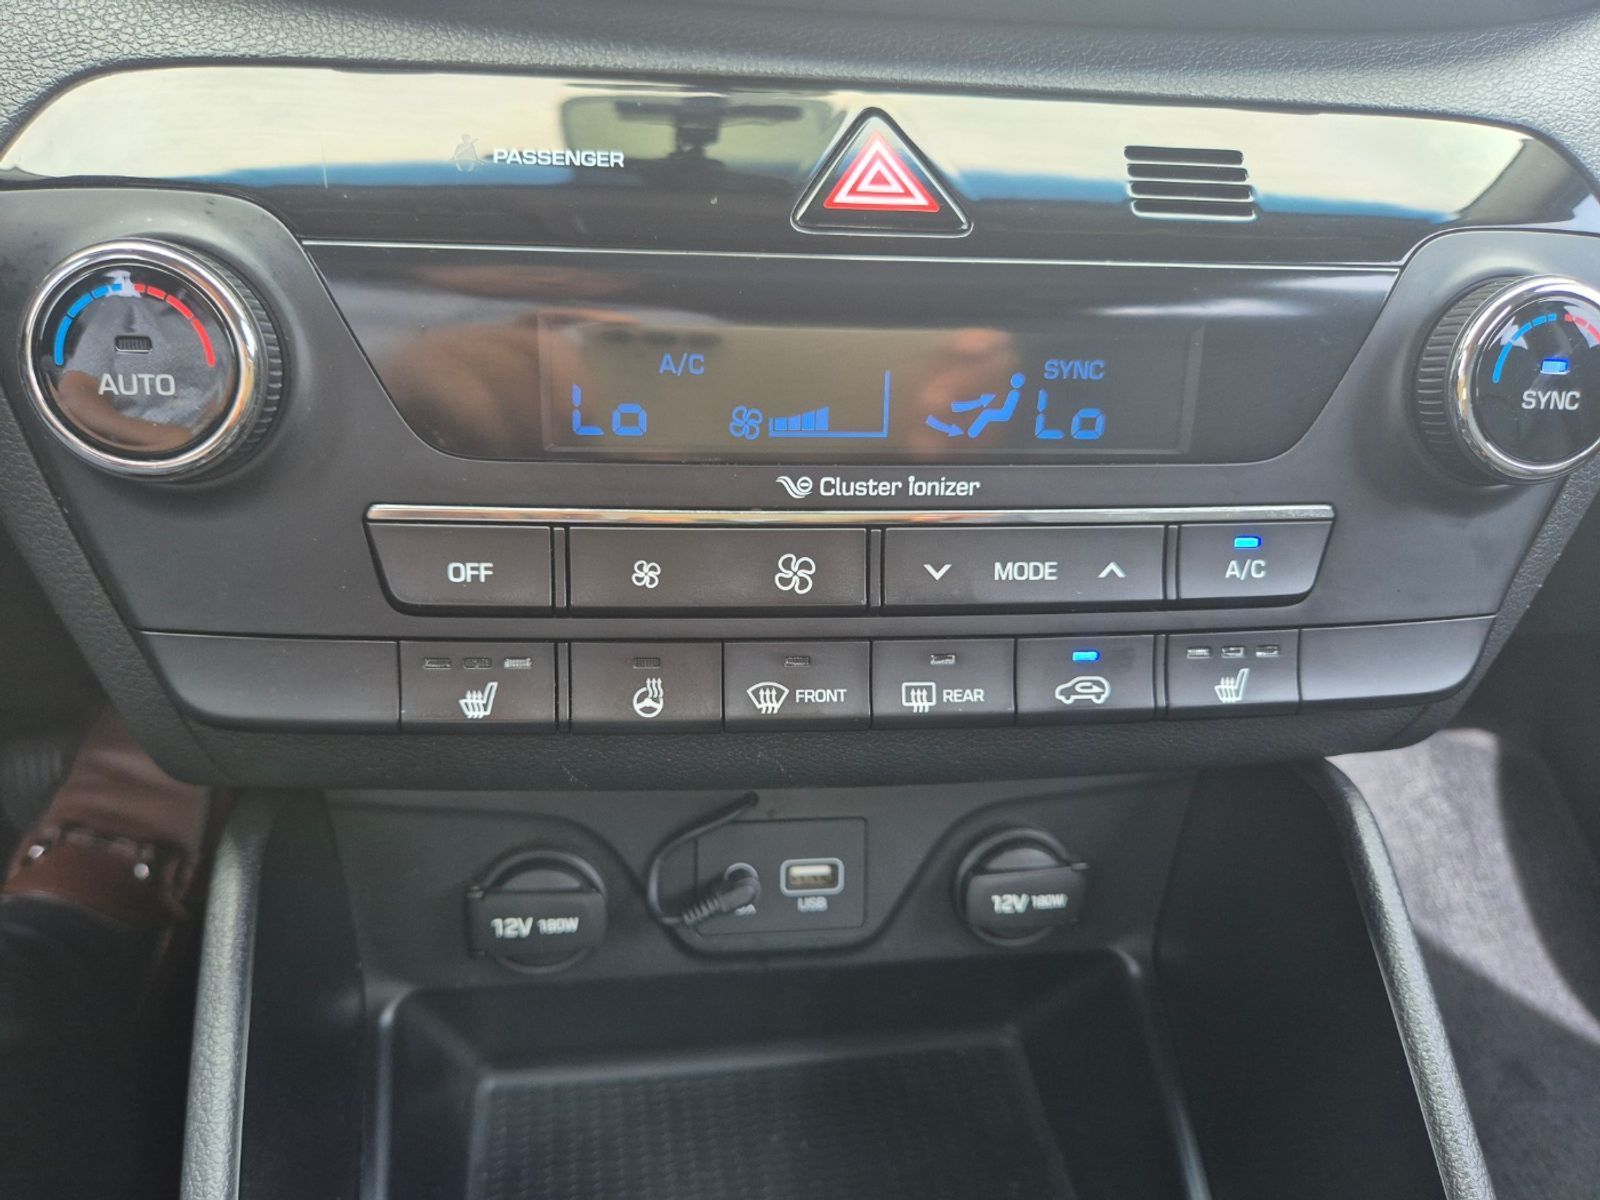 PASSENGER
AUTO
A/C
SYNC
Lo
Lo
SYNC
Cluster ionizer
OFF
MODE
A/C
FRONT
REAR
12V 180W
USB
12V 180W